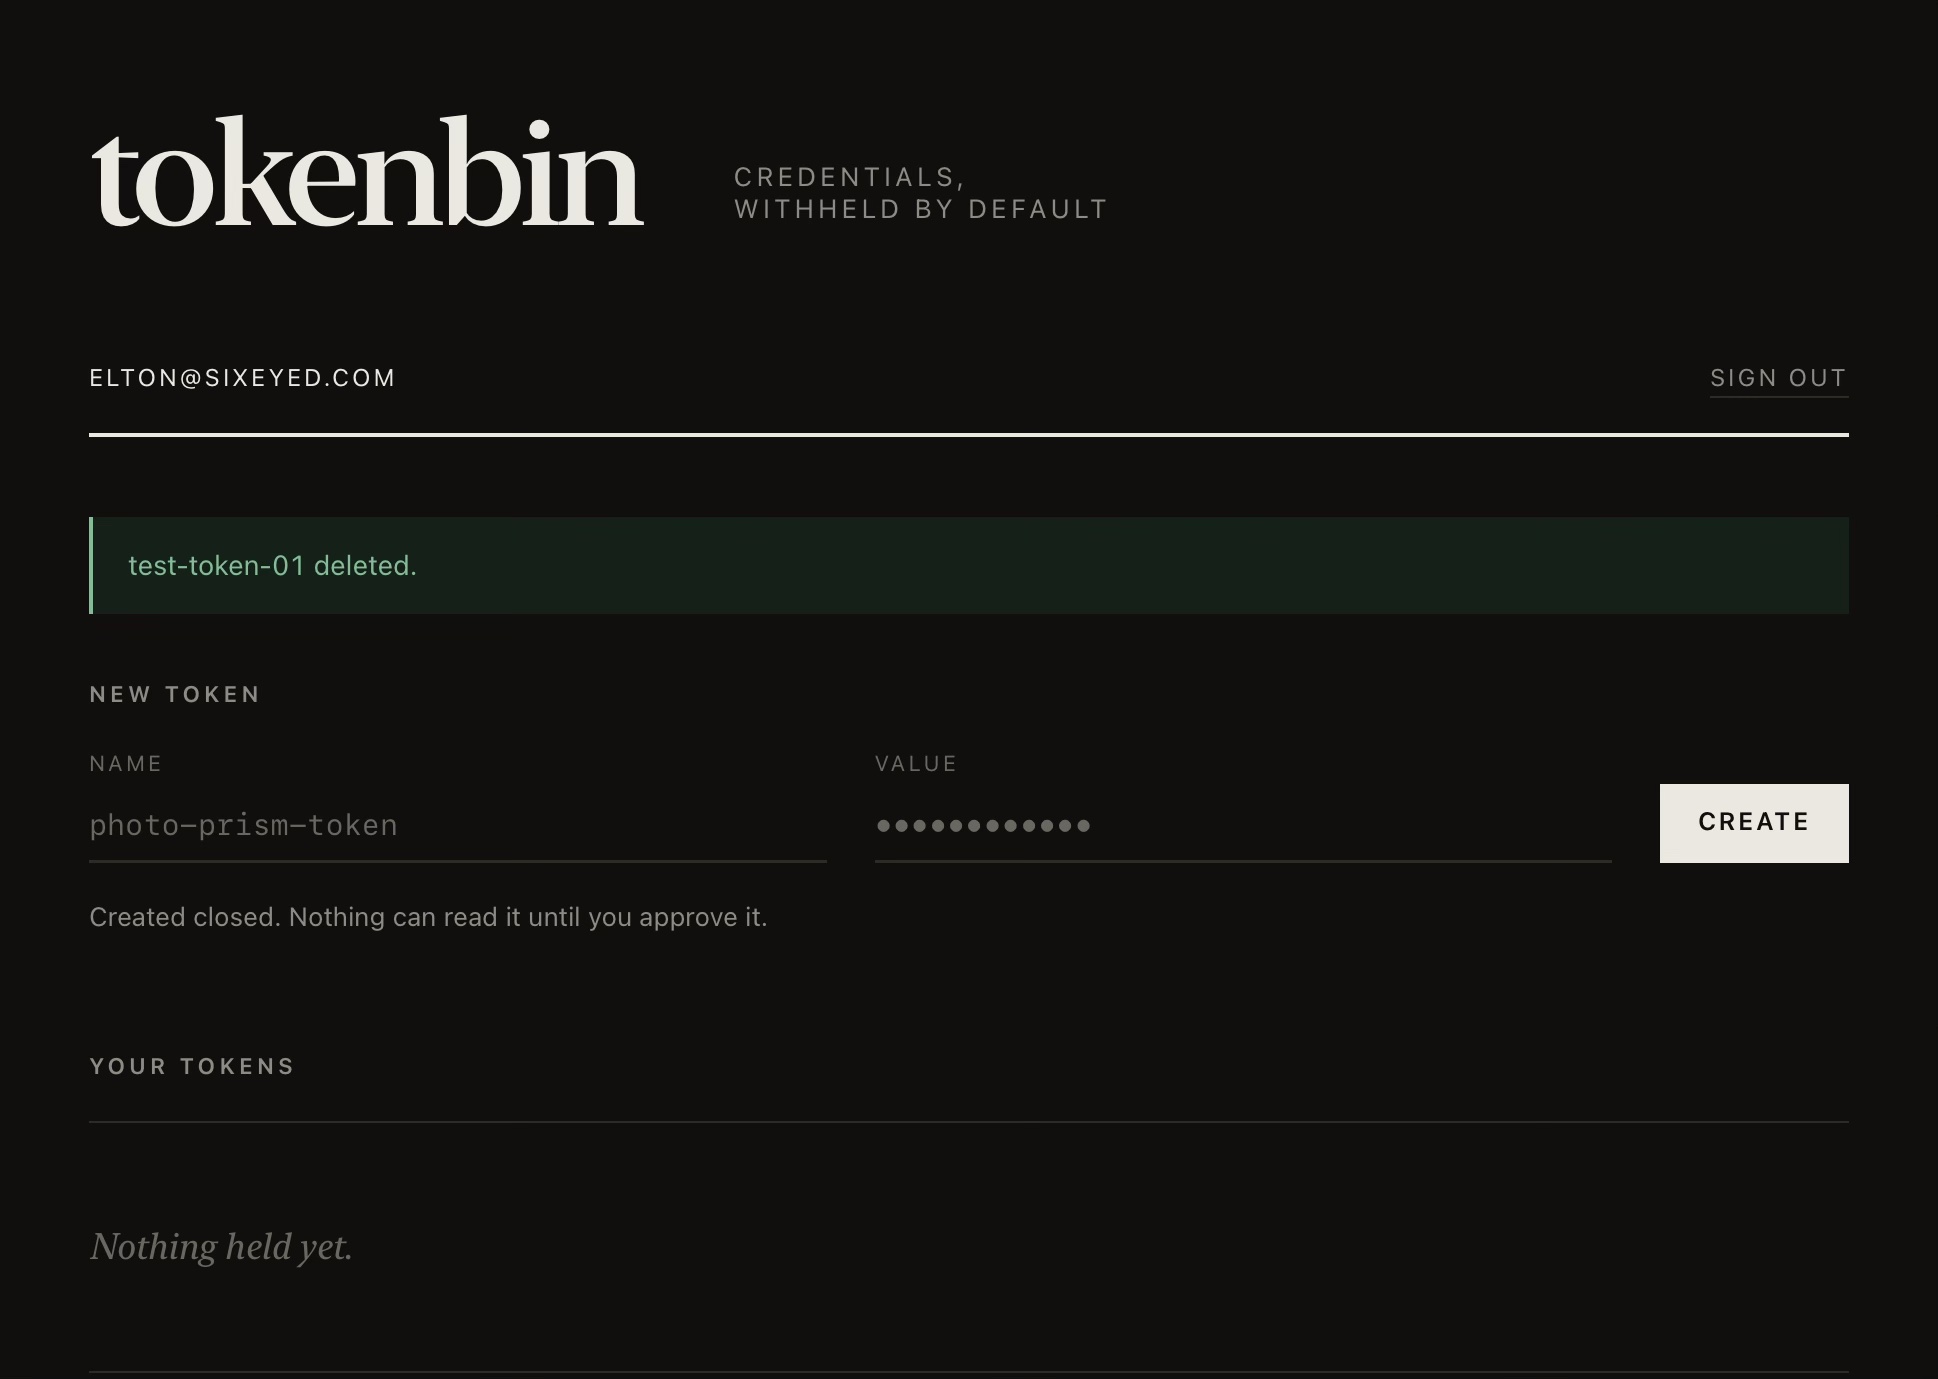 tokenbin
CREDENTIALS,
WITHHELD BY DEFAULT
ELTON@SIXEYED.COM
SIGN OUT
test-token-01 deleted.
NEW TOKEN
NAME
VALUE
photo-prism-token
•••••••••••• 
CREATE
Created closed. Nothing can read it until you approve it.
YOUR TOKENS
Nothing held yet.